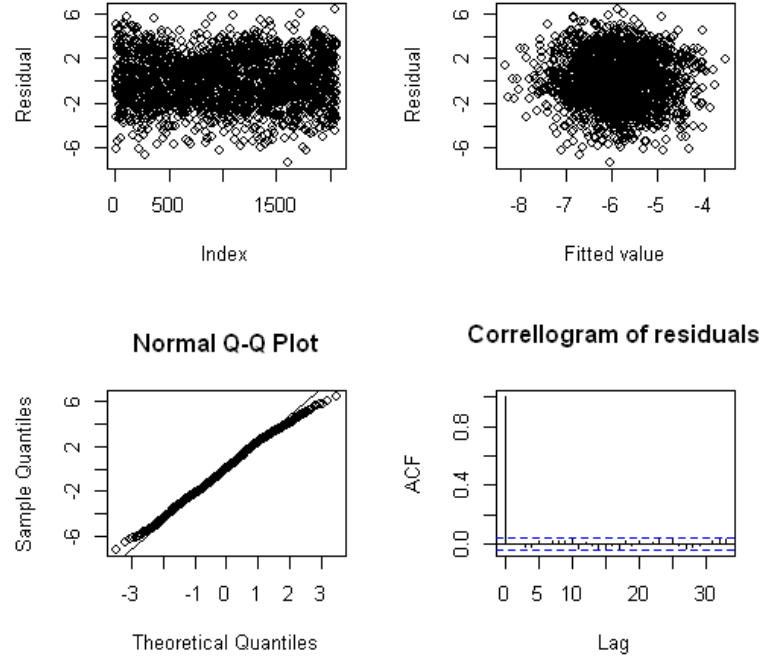 Residual
6
2
-2
-6
0 500 1500
Index
Residual
6
2
-2
-6
-8 -7 -6 -5 -4
Fitted value
Normal Q-Q Plot
Sample Quantiles
6
2
-2
-6
-3 -1 0 1 2 3
Theoretical Quantiles
Correllogram of residuals
ACF
0.8
0.4
0.0
0 5 10 20 30
Lag